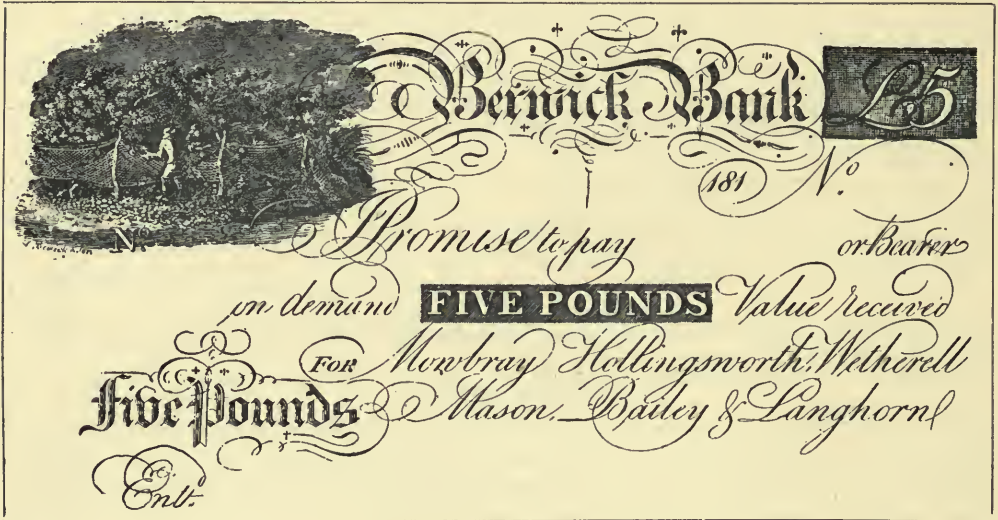 Berwick Bank £5
181 No
No I Promise to pay or Bearer
on demand FIVE POUNDS Value received
FOR Mowbray Hollingsworth, Wetherell
Five Pounds Mason, Bailey & Langhorn
Entd.